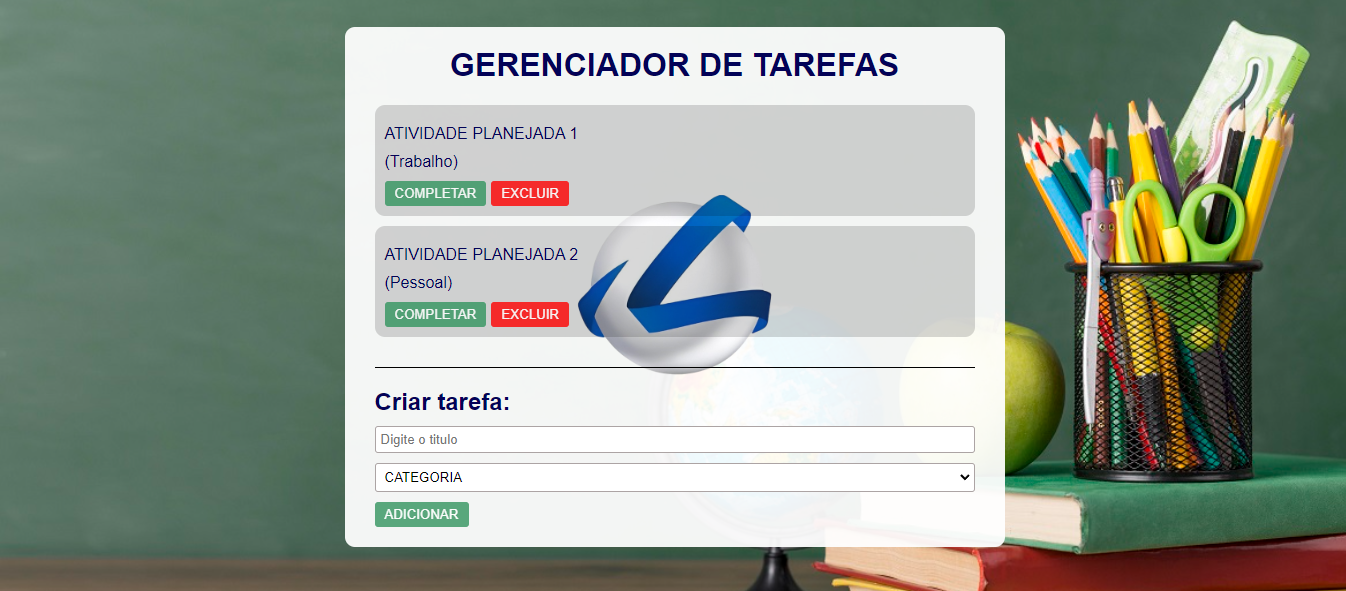 GERENCIADOR DE TAREFAS
ATIVIDADE PLANEJADA 1
(Trabalho)
COMPLETAR EXCLUIR
ATIVIDADE PLANEJADA 2
(Pessoal)
COMPLETAR EXCLUIR
Criar tarefa:
Digite o titulo
CATEGORIA
ADICIONAR